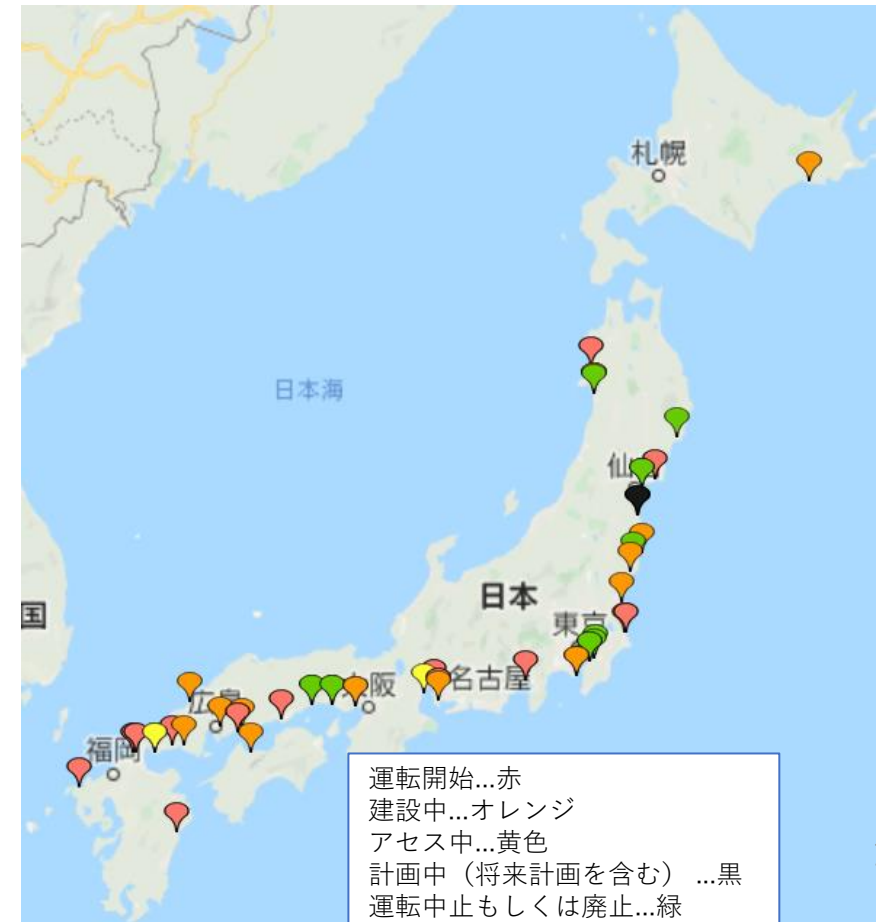 札幌
日本海
仙台
日本
国
東京
名古屋
大阪
広島
福岡
運転開始...赤
建設中...オレンジ
アセス中...黄色
計画中（将来計画を含む） ...黒
運転中止もしくは廃止...緑